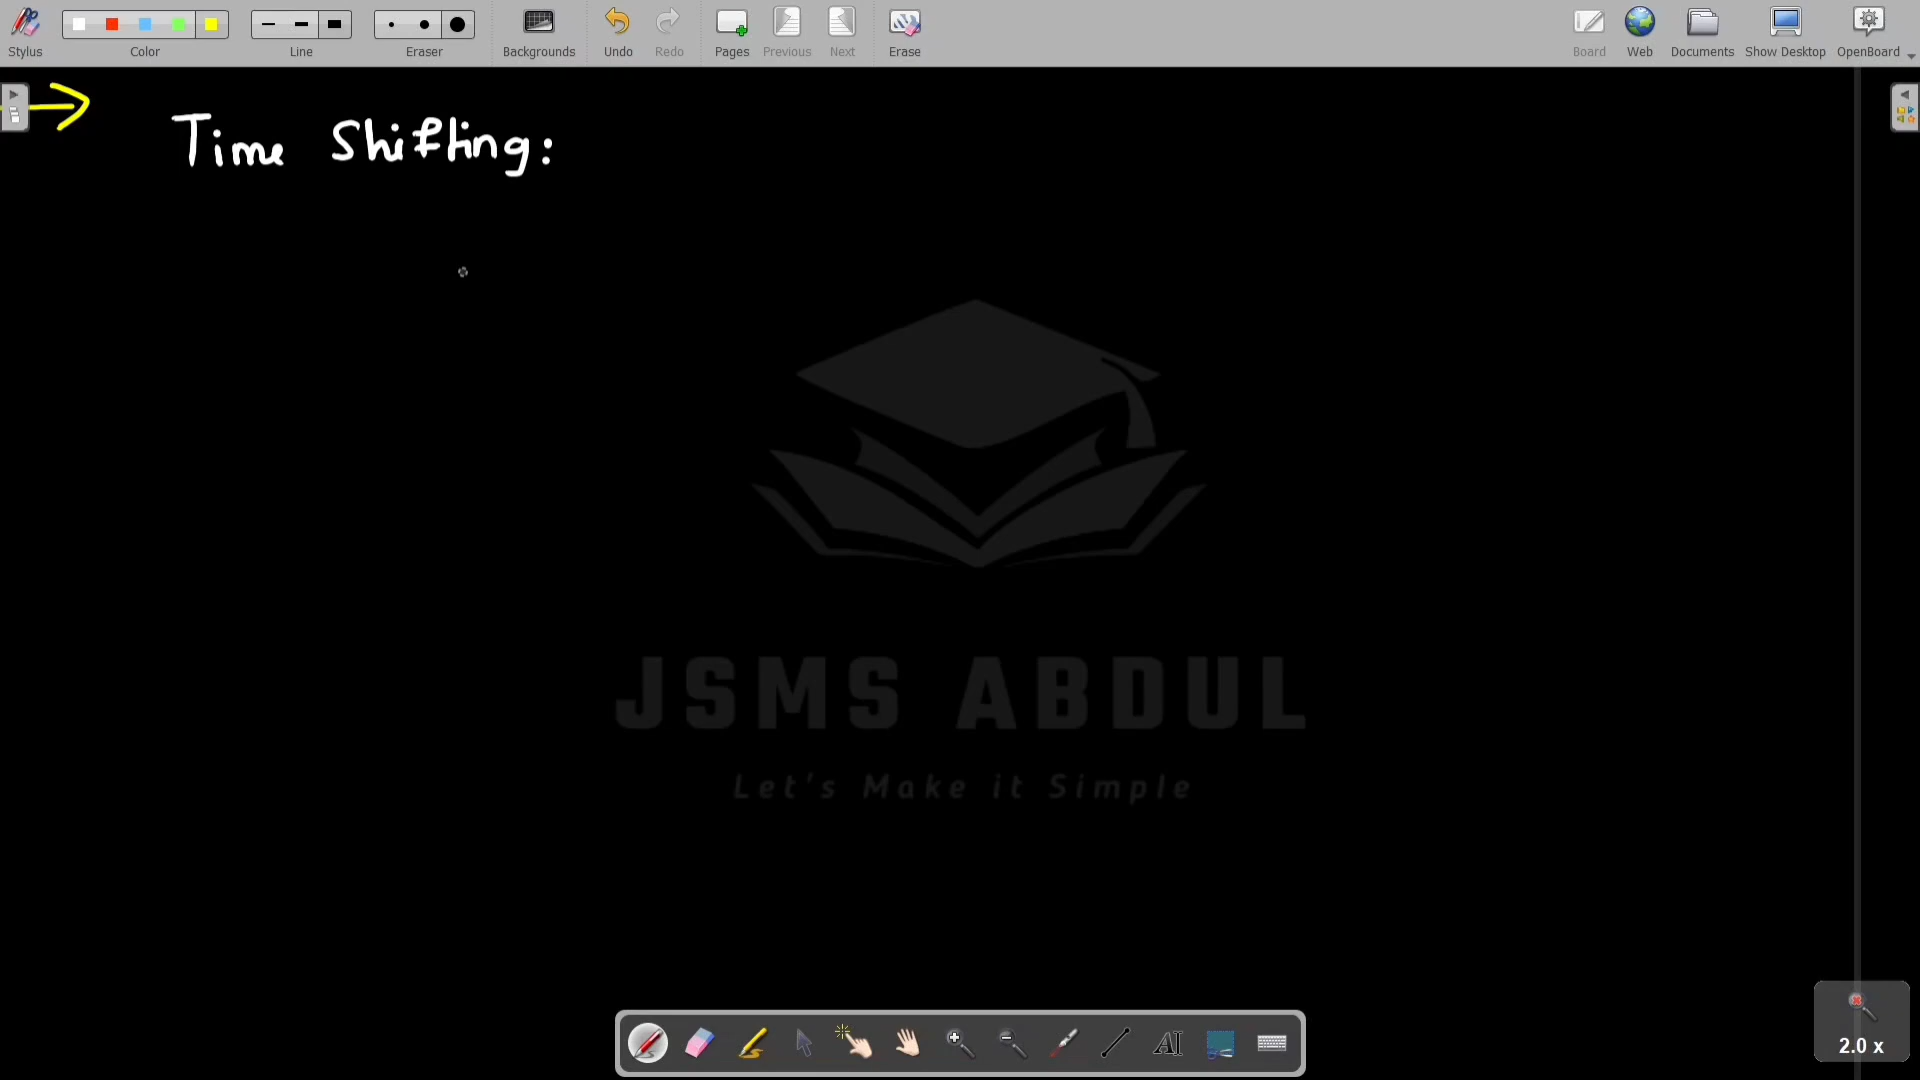 Stylus Color Line Eraser Backgrounds Undo Redo Pages Previous Next Erase Board Web Documents Show Desktop OpenBoard
Time Shifting:
JSMS ABDUL
Let's Make it Simple
AI
2.0 x